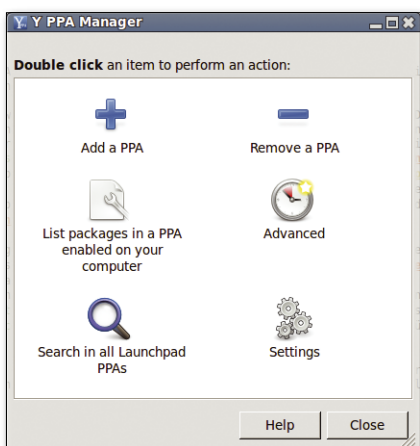 Y PPA Manager
Double click an item to perform an action:
Add a PPA
Remove a PPA
List packages in a PPA
enabled on your
computer
Advanced
Search in all Launchpad
PPAs
Settings
Help
Close